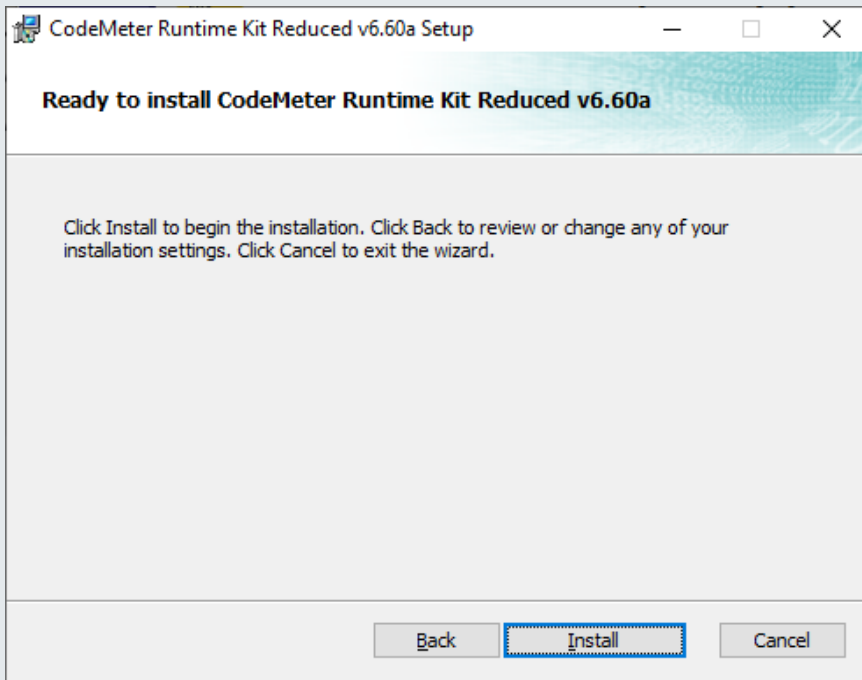 CodeMeter Runtime Kit Reduced v6.60a Setup
Ready to install CodeMeter Runtime Kit Reduced v6.60a
Click Install to begin the installation. Click Back to review or change any of your
installation settings. Click Cancel to exit the wizard.
Back Install Cancel